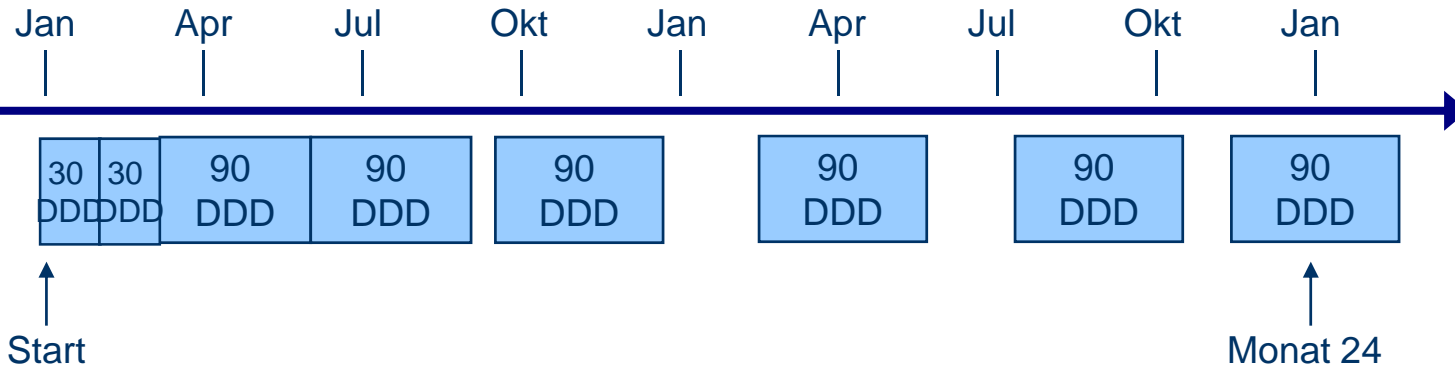 Jan Apr Jul Okt Jan Apr Jul Okt Jan
30 30 90 90 90 90 90 90
DDD DDD DDD DDD DDD DDD DDD DDD
Start Monat 24